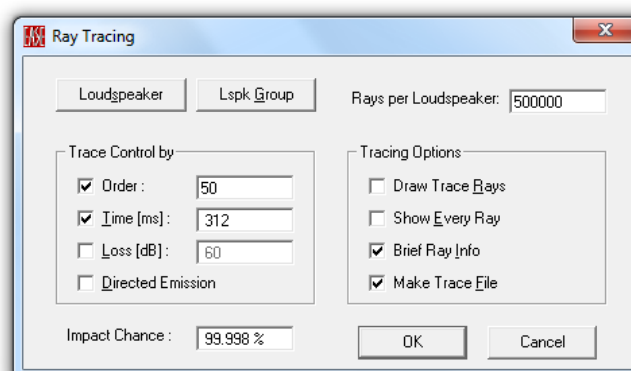 EASE Ray Tracing
Loudspeaker Lspk Group Rays per Loudspeaker: 500000
Trace Control by
Order : 50
Time [ms] : 312
Loss [dB] : 60
Directed Emission
Tracing Options
Draw Trace Rays
Show Every Ray
Brief Ray Info
Make Trace File
Impact Chance : 99.998 %
OK Cancel